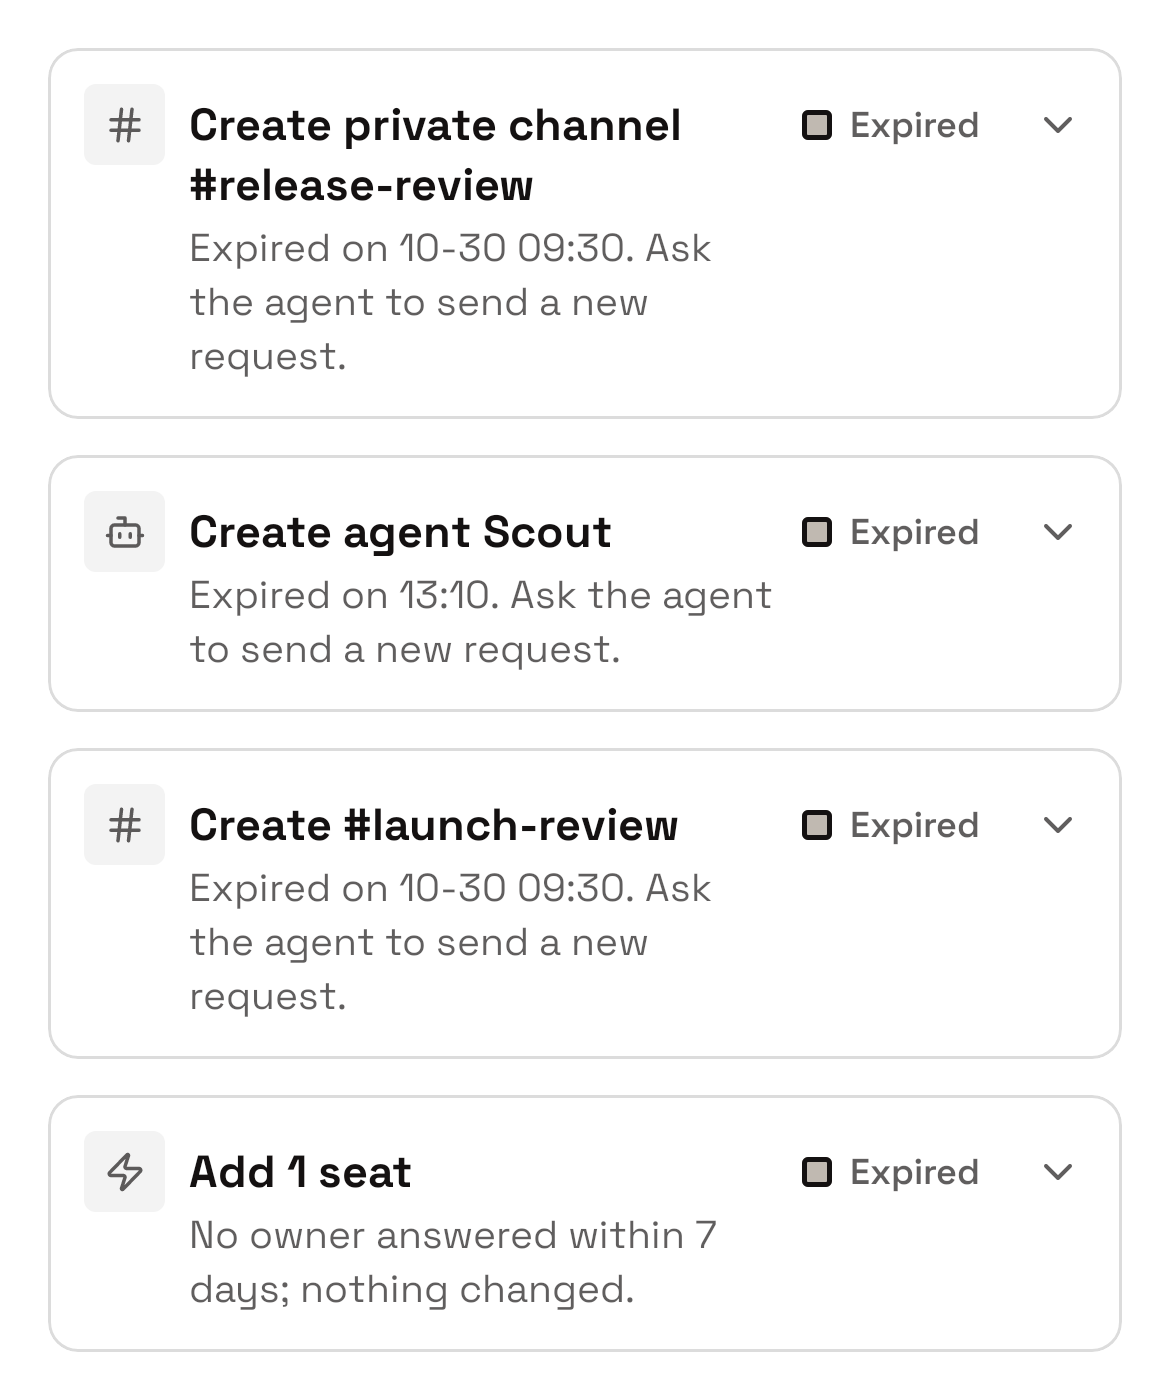 Create private channel
#release-review
Expired
Expired on 10-30 09:30. Ask
the agent to send a new
request.
Create agent Scout
Expired
Expired on 13:10. Ask the agent
to send a new request.
Create #launch-review
Expired
Expired on 10-30 09:30. Ask
the agent to send a new
request.
Add 1 seat
Expired
No owner answered within 7
days; nothing changed.